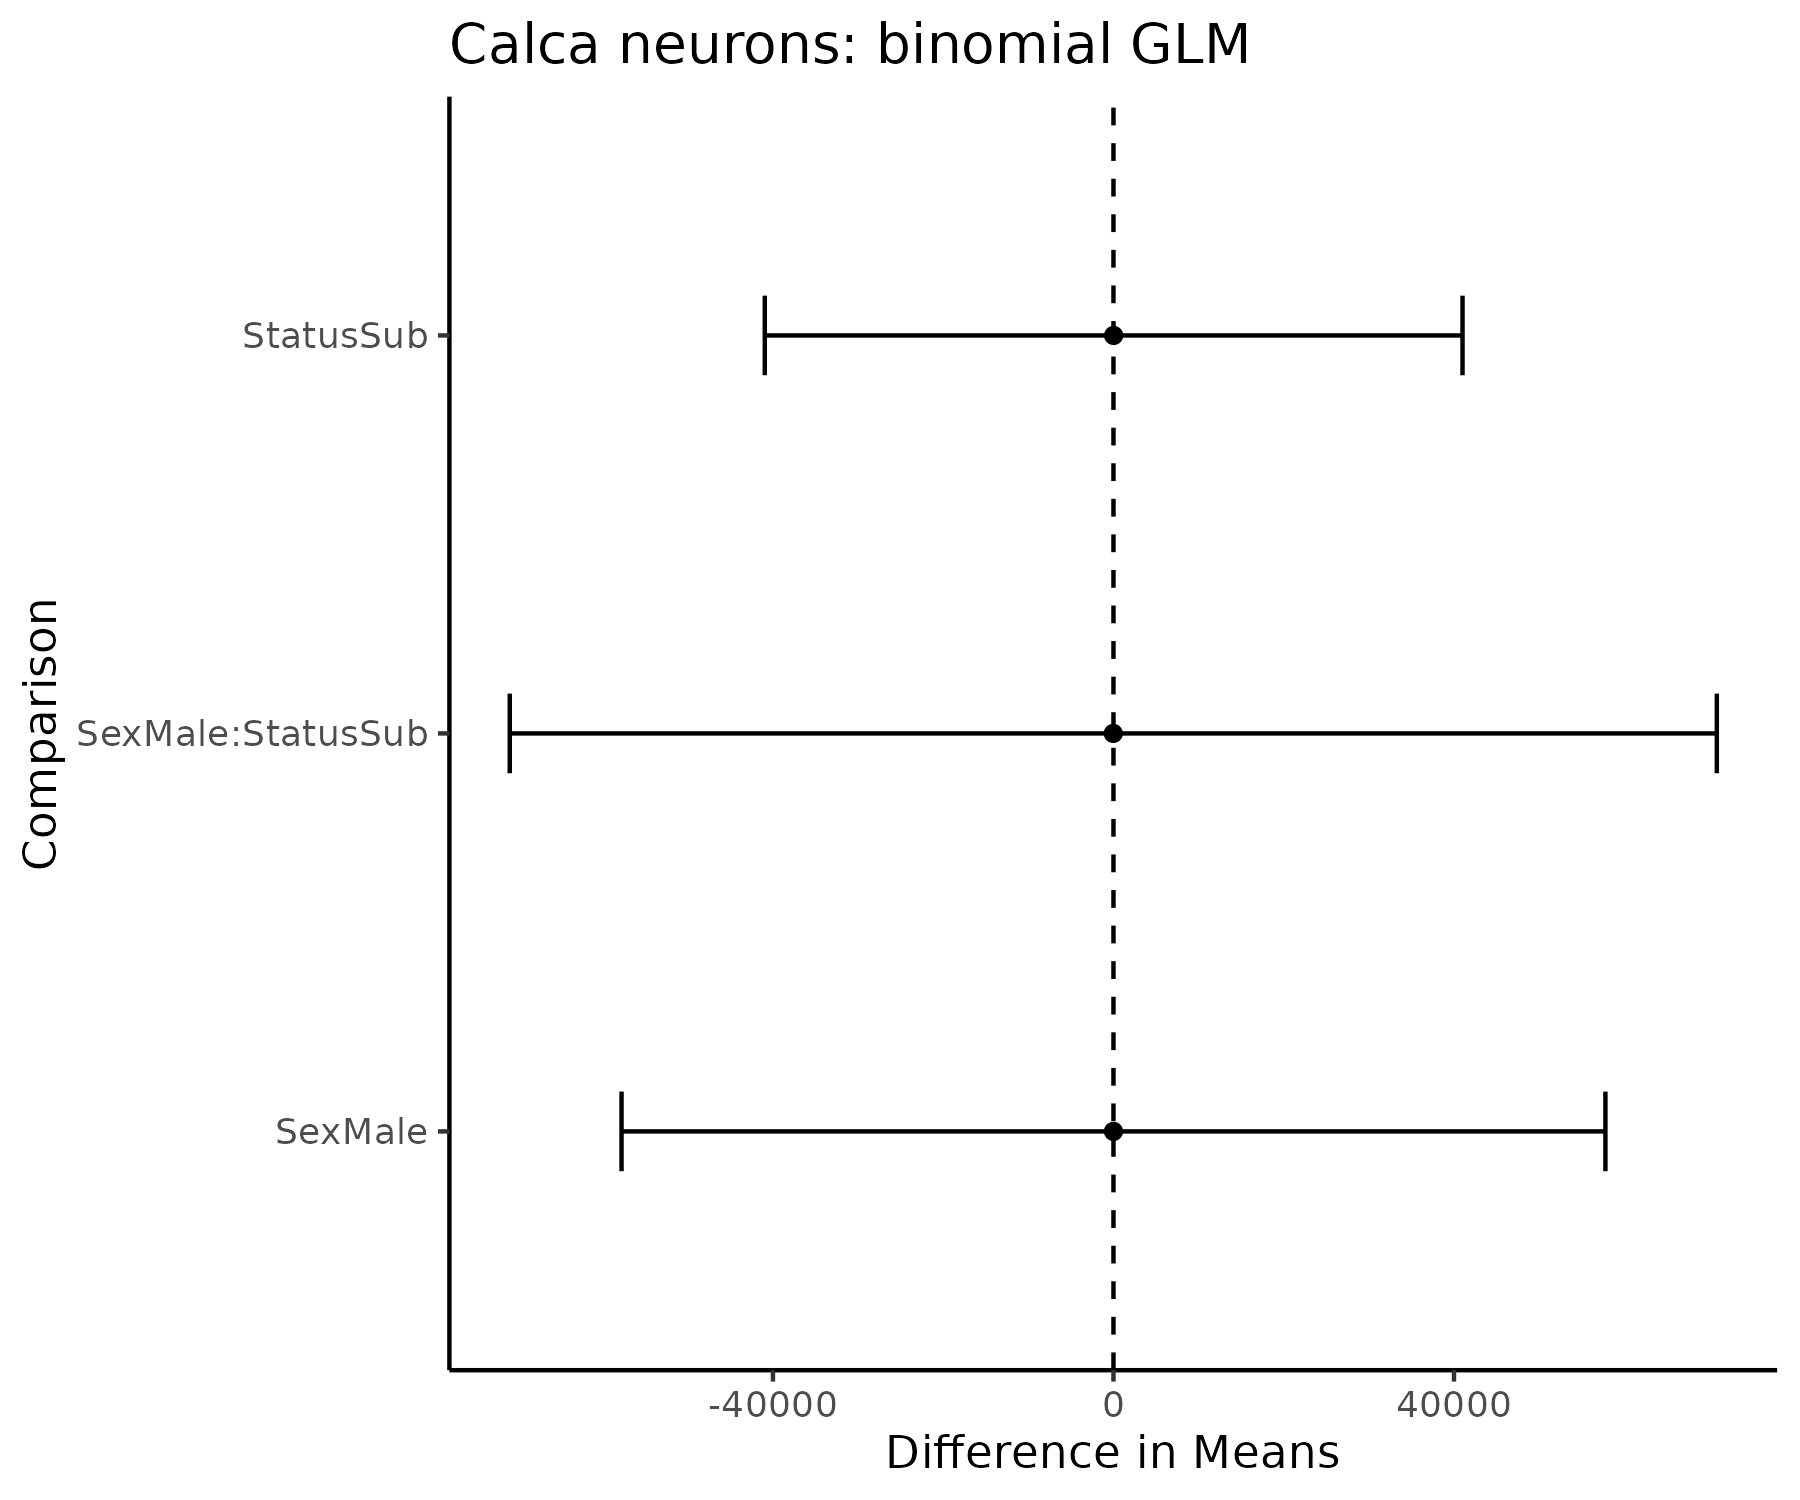 Calca neurons: binomial GLM
Comparison
StatusSub
SexMale:StatusSub
SexMale
-40000 0 40000
Difference in Means